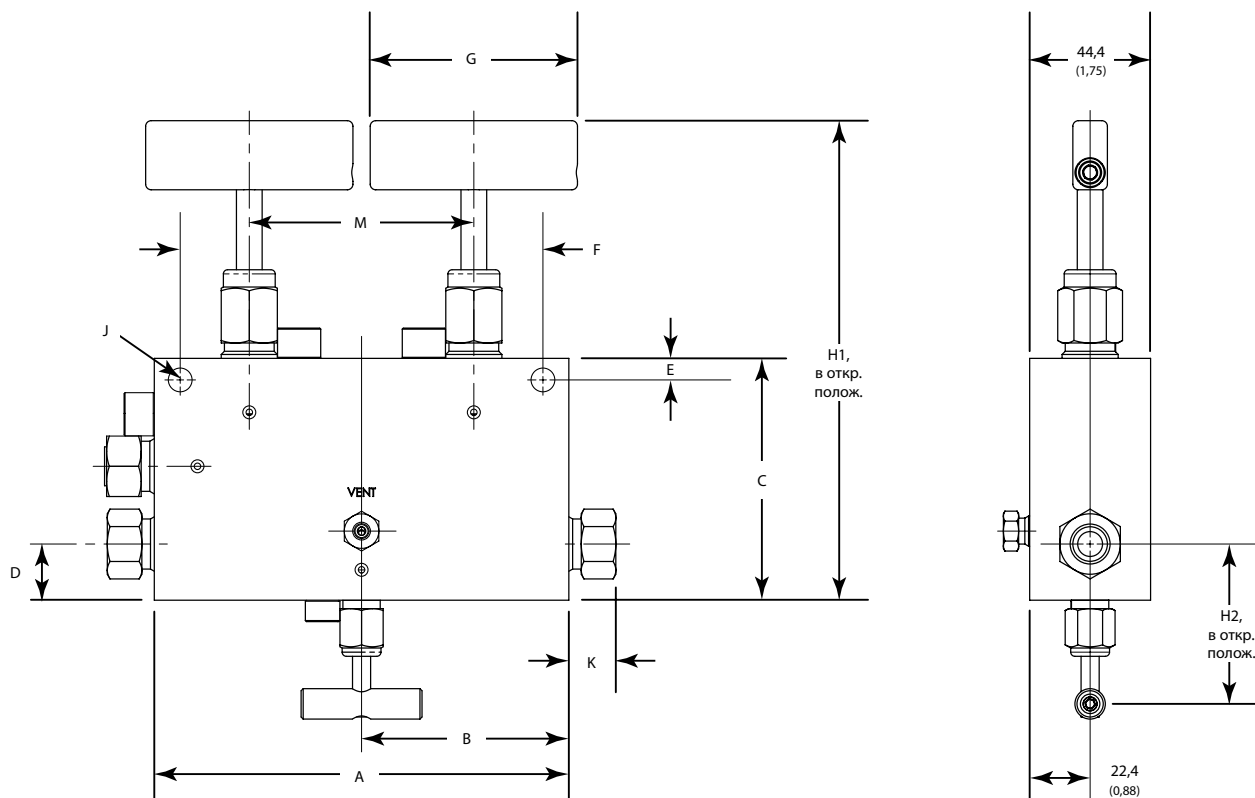 G
44,4
(1,75)
M
F
J
E
H1,
в откр.
полож.
C
VENT
D
H2,
в откр.
полож.
K
B
A
22,4
(0,88)